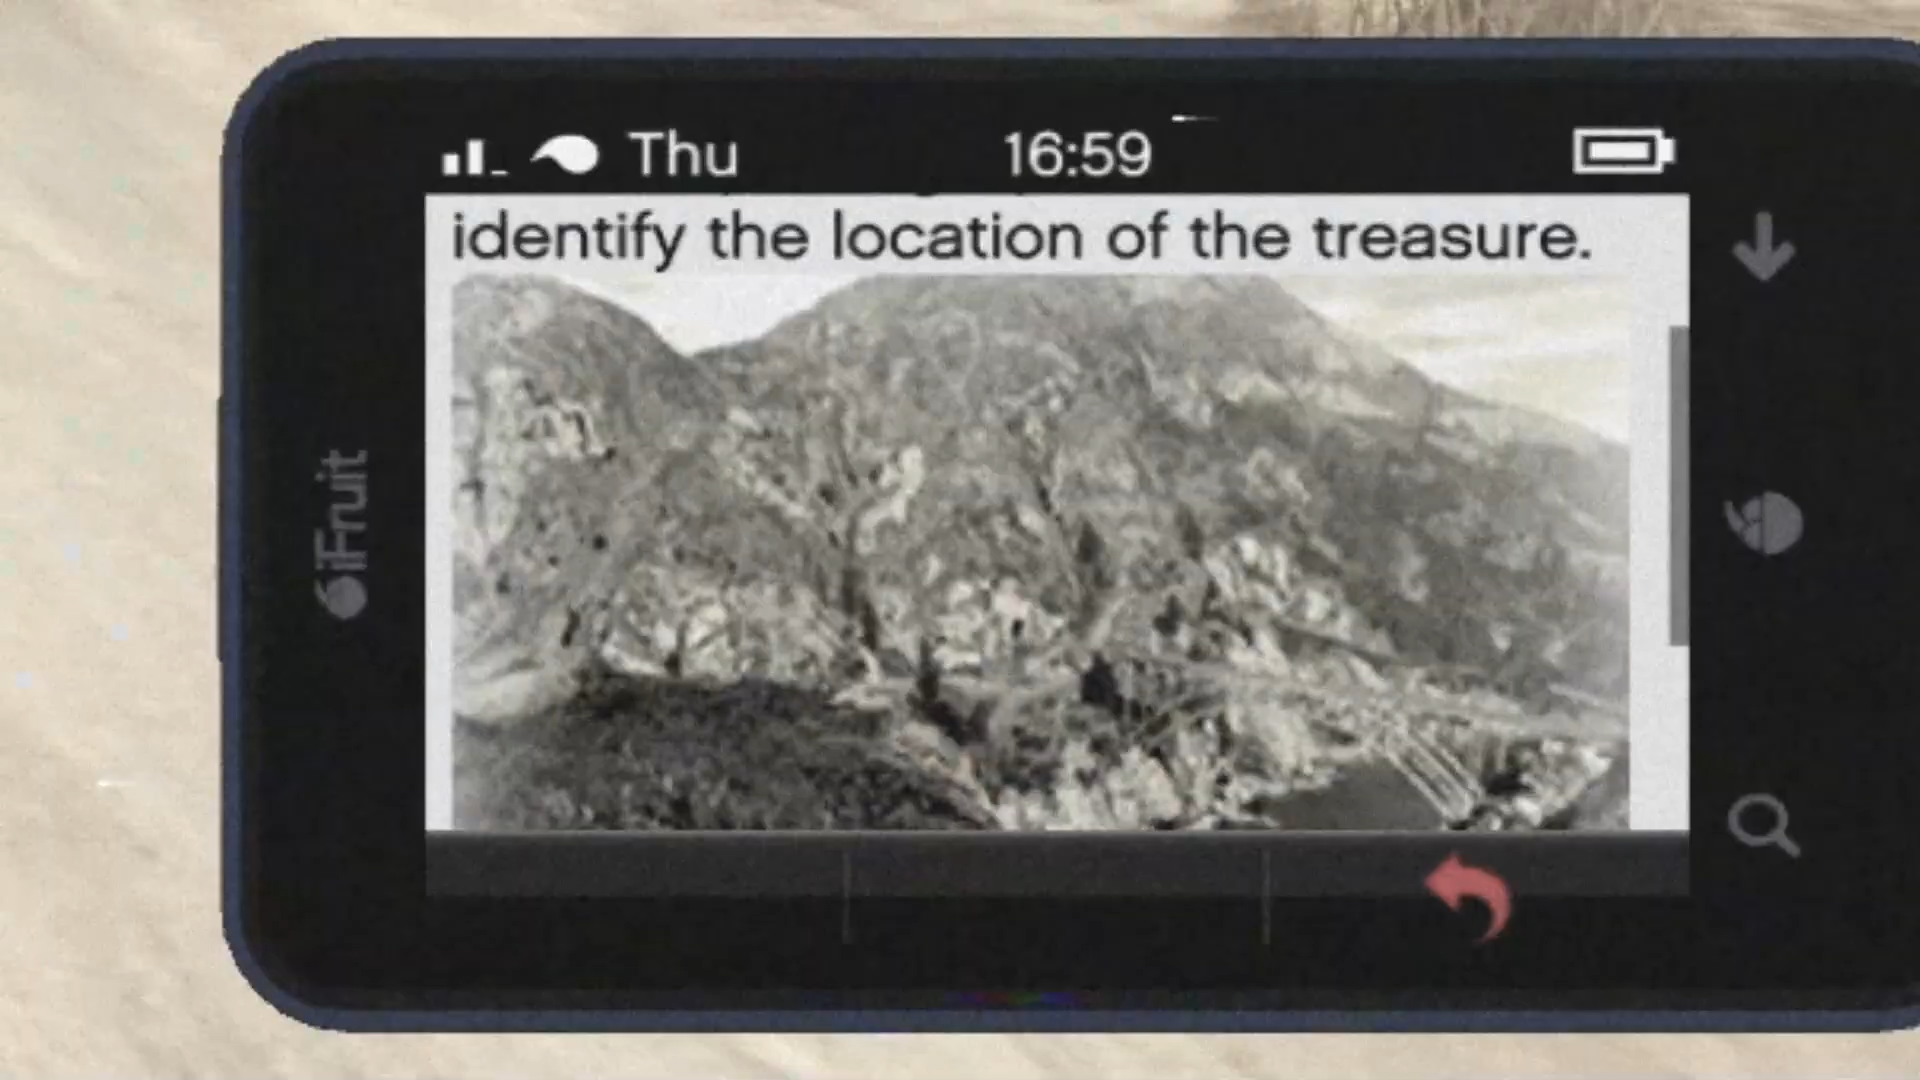 Thu 16:59
identify the location of the treasure.
iFruit